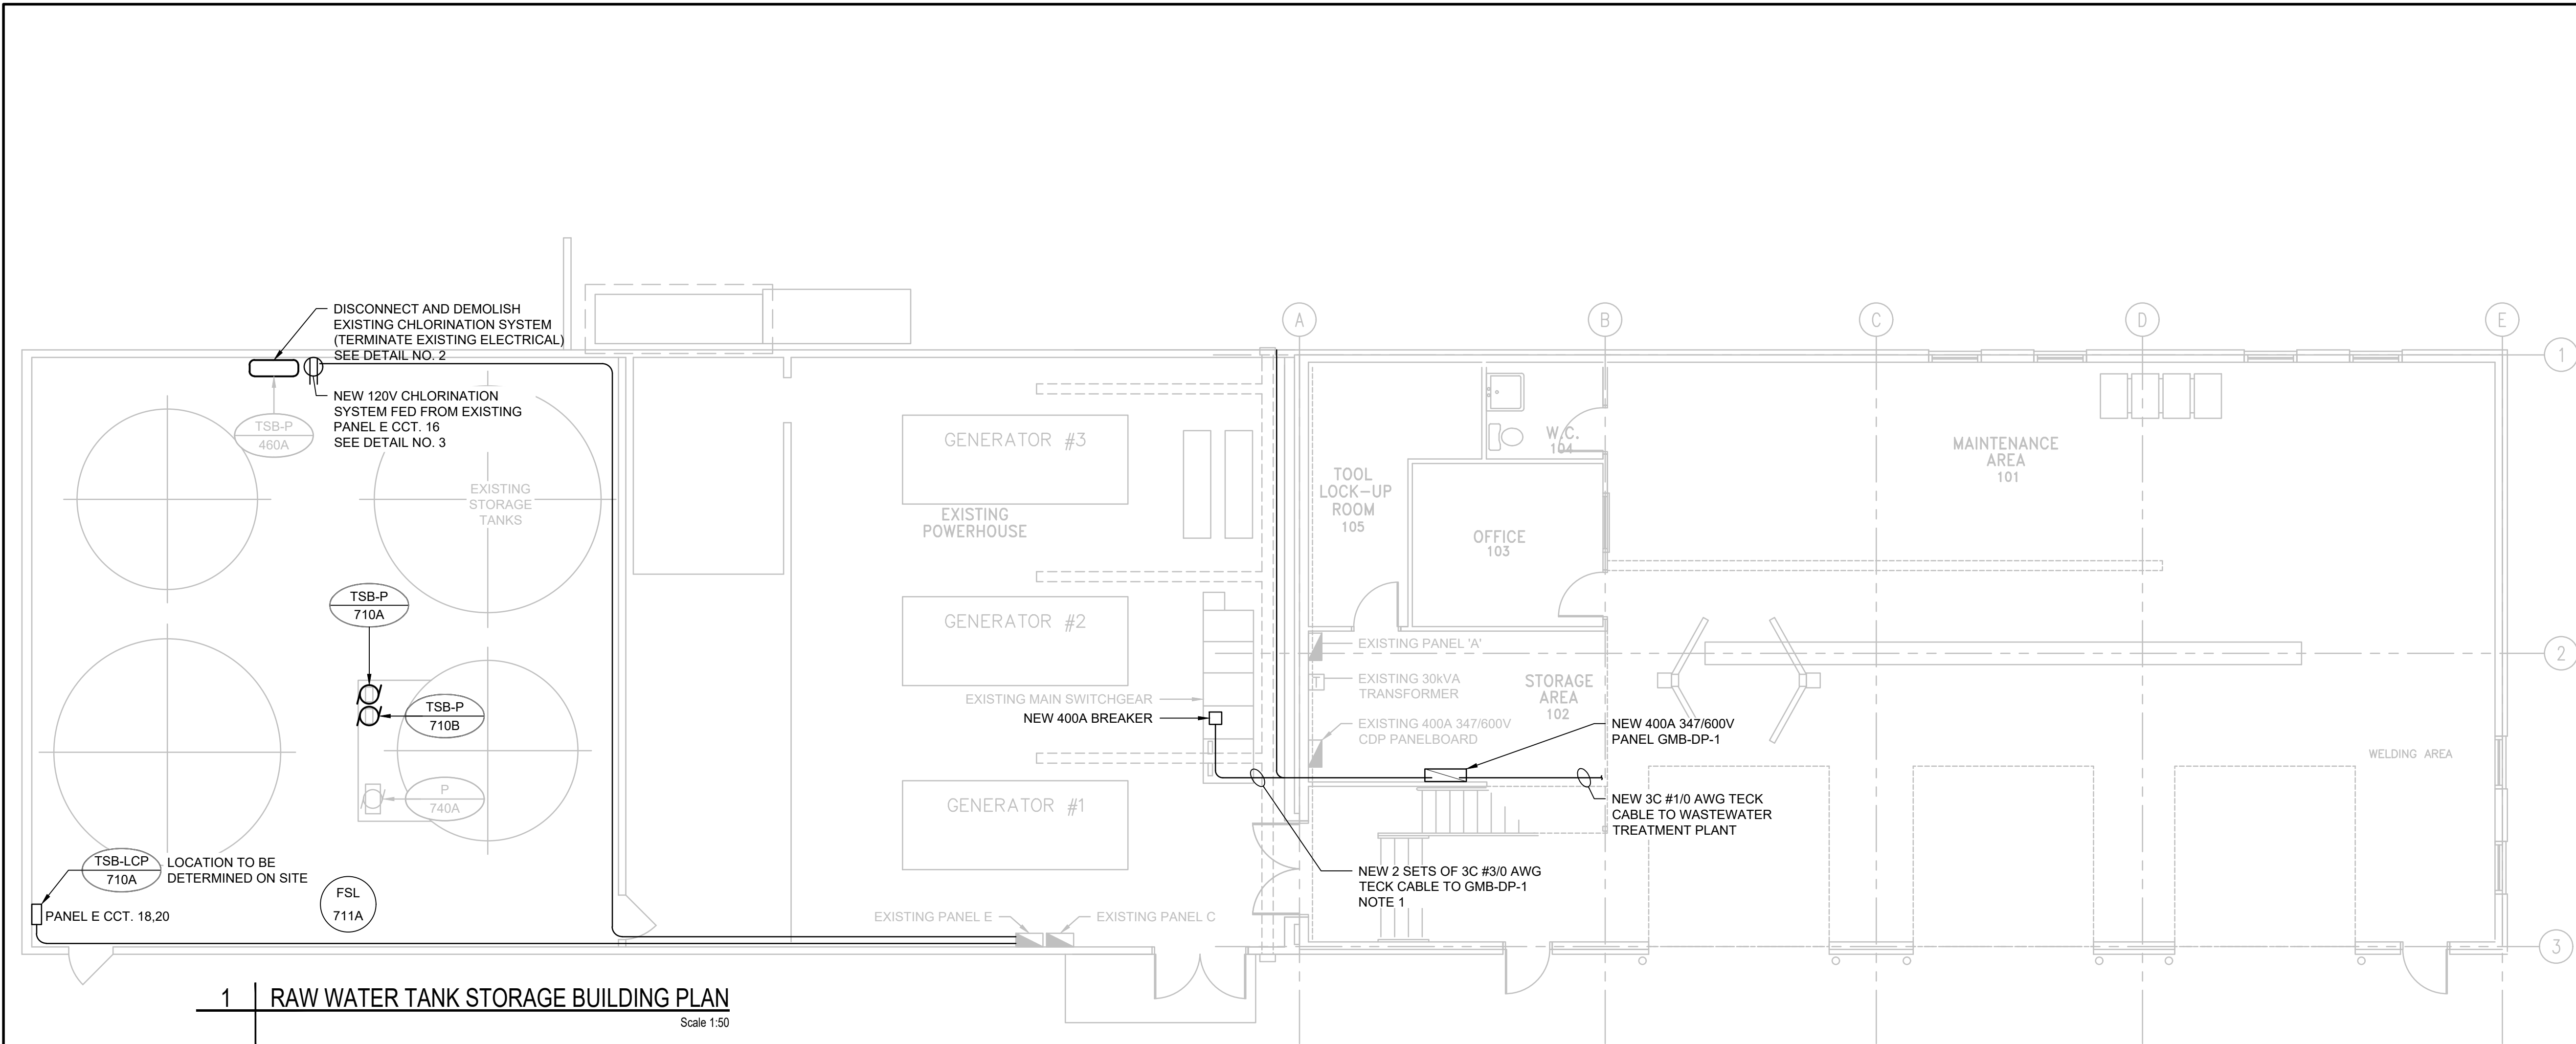 DISCONNECT AND DEMOLISH
EXISTING CHLORINATION SYSTEM
(TERMINATE EXISTING ELECTRICAL)
SEE DETAIL NO. 2
NEW 120V CHLORINATION
SYSTEM FED FROM EXISTING
PANEL E CCT. 16
SEE DETAIL NO. 3
TSB-P
460A
EXISTING
STORAGE
TANKS
TSB-P
710A
TSB-P
710B
P
740A
TSB-LCP
710A
LOCATION TO BE
DETERMINED ON SITE
PANEL E CCT. 18,20
FSL
711A
GENERATOR #3
EXISTING
POWERHOUSE
GENERATOR #2
EXISTING MAIN SWITCHGEAR
NEW 400A BREAKER
GENERATOR #1
EXISTING PANEL E
EXISTING PANEL C
A
B
C
D
E
1
2
3
TOOL
LOCK-UP
ROOM
105
W.C.
104
OFFICE
103
MAINTENANCE
AREA
101
EXISTING PANEL 'A'
T
EXISTING 30kVA
TRANSFORMER
EXISTING 400A 347/600V
CDP PANELBOARD
STORAGE
AREA
102
NEW 400A 347/600V
PANEL GMB-DP-1
WELDING AREA
NEW 3C #1/0 AWG TECK
CABLE TO WASTEWATER
TREATMENT PLANT
NEW 2 SETS OF 3C #3/0 AWG
TECK CABLE TO GMB-DP-1
NOTE 1
1 RAW WATER TANK STORAGE BUILDING PLAN
Scale 1:50